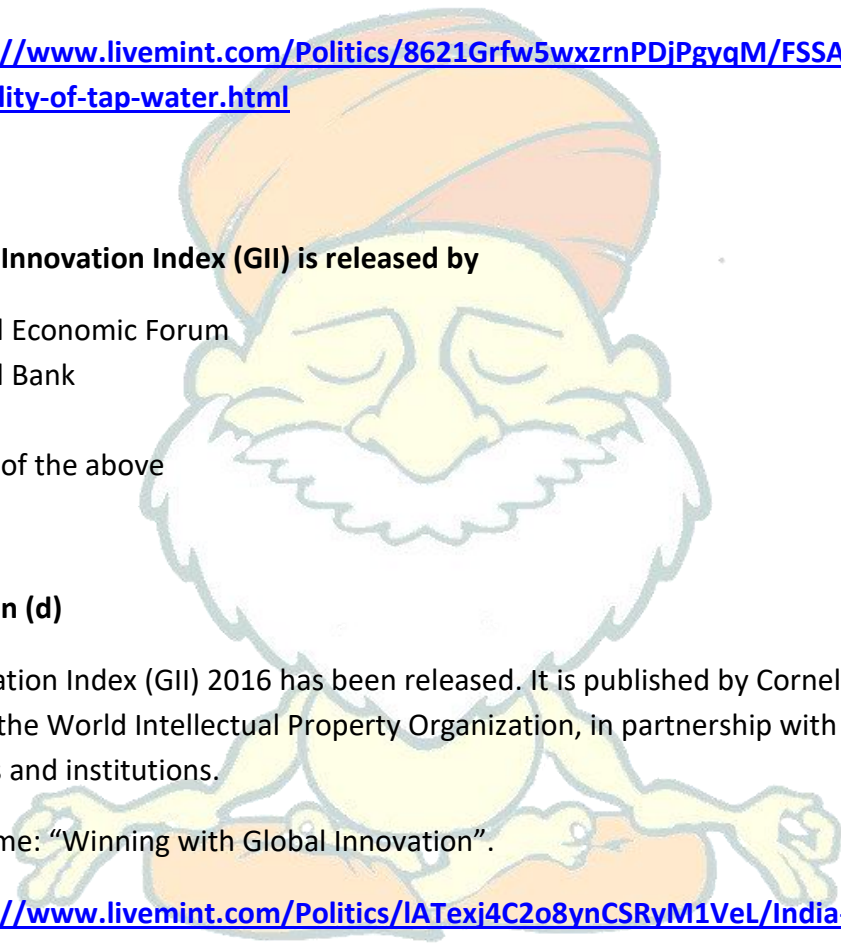 //www.livemint.com/Politics/8621Grfw5wxzrnPDjPgyqM/FSSA
lity-of-tap-water.html
Innovation Index (GII) is released by
l Economic Forum
l Bank
of the above
n (d)
ation Index (GII) 2016 has been released. It is published by Cornel
the World Intellectual Property Organization, in partnership with
s and institutions.
me: “Winning with Global Innovation”.
//www.livemint.com/Politics/lATexj4C2o8ynCSRyM1VeL/India-